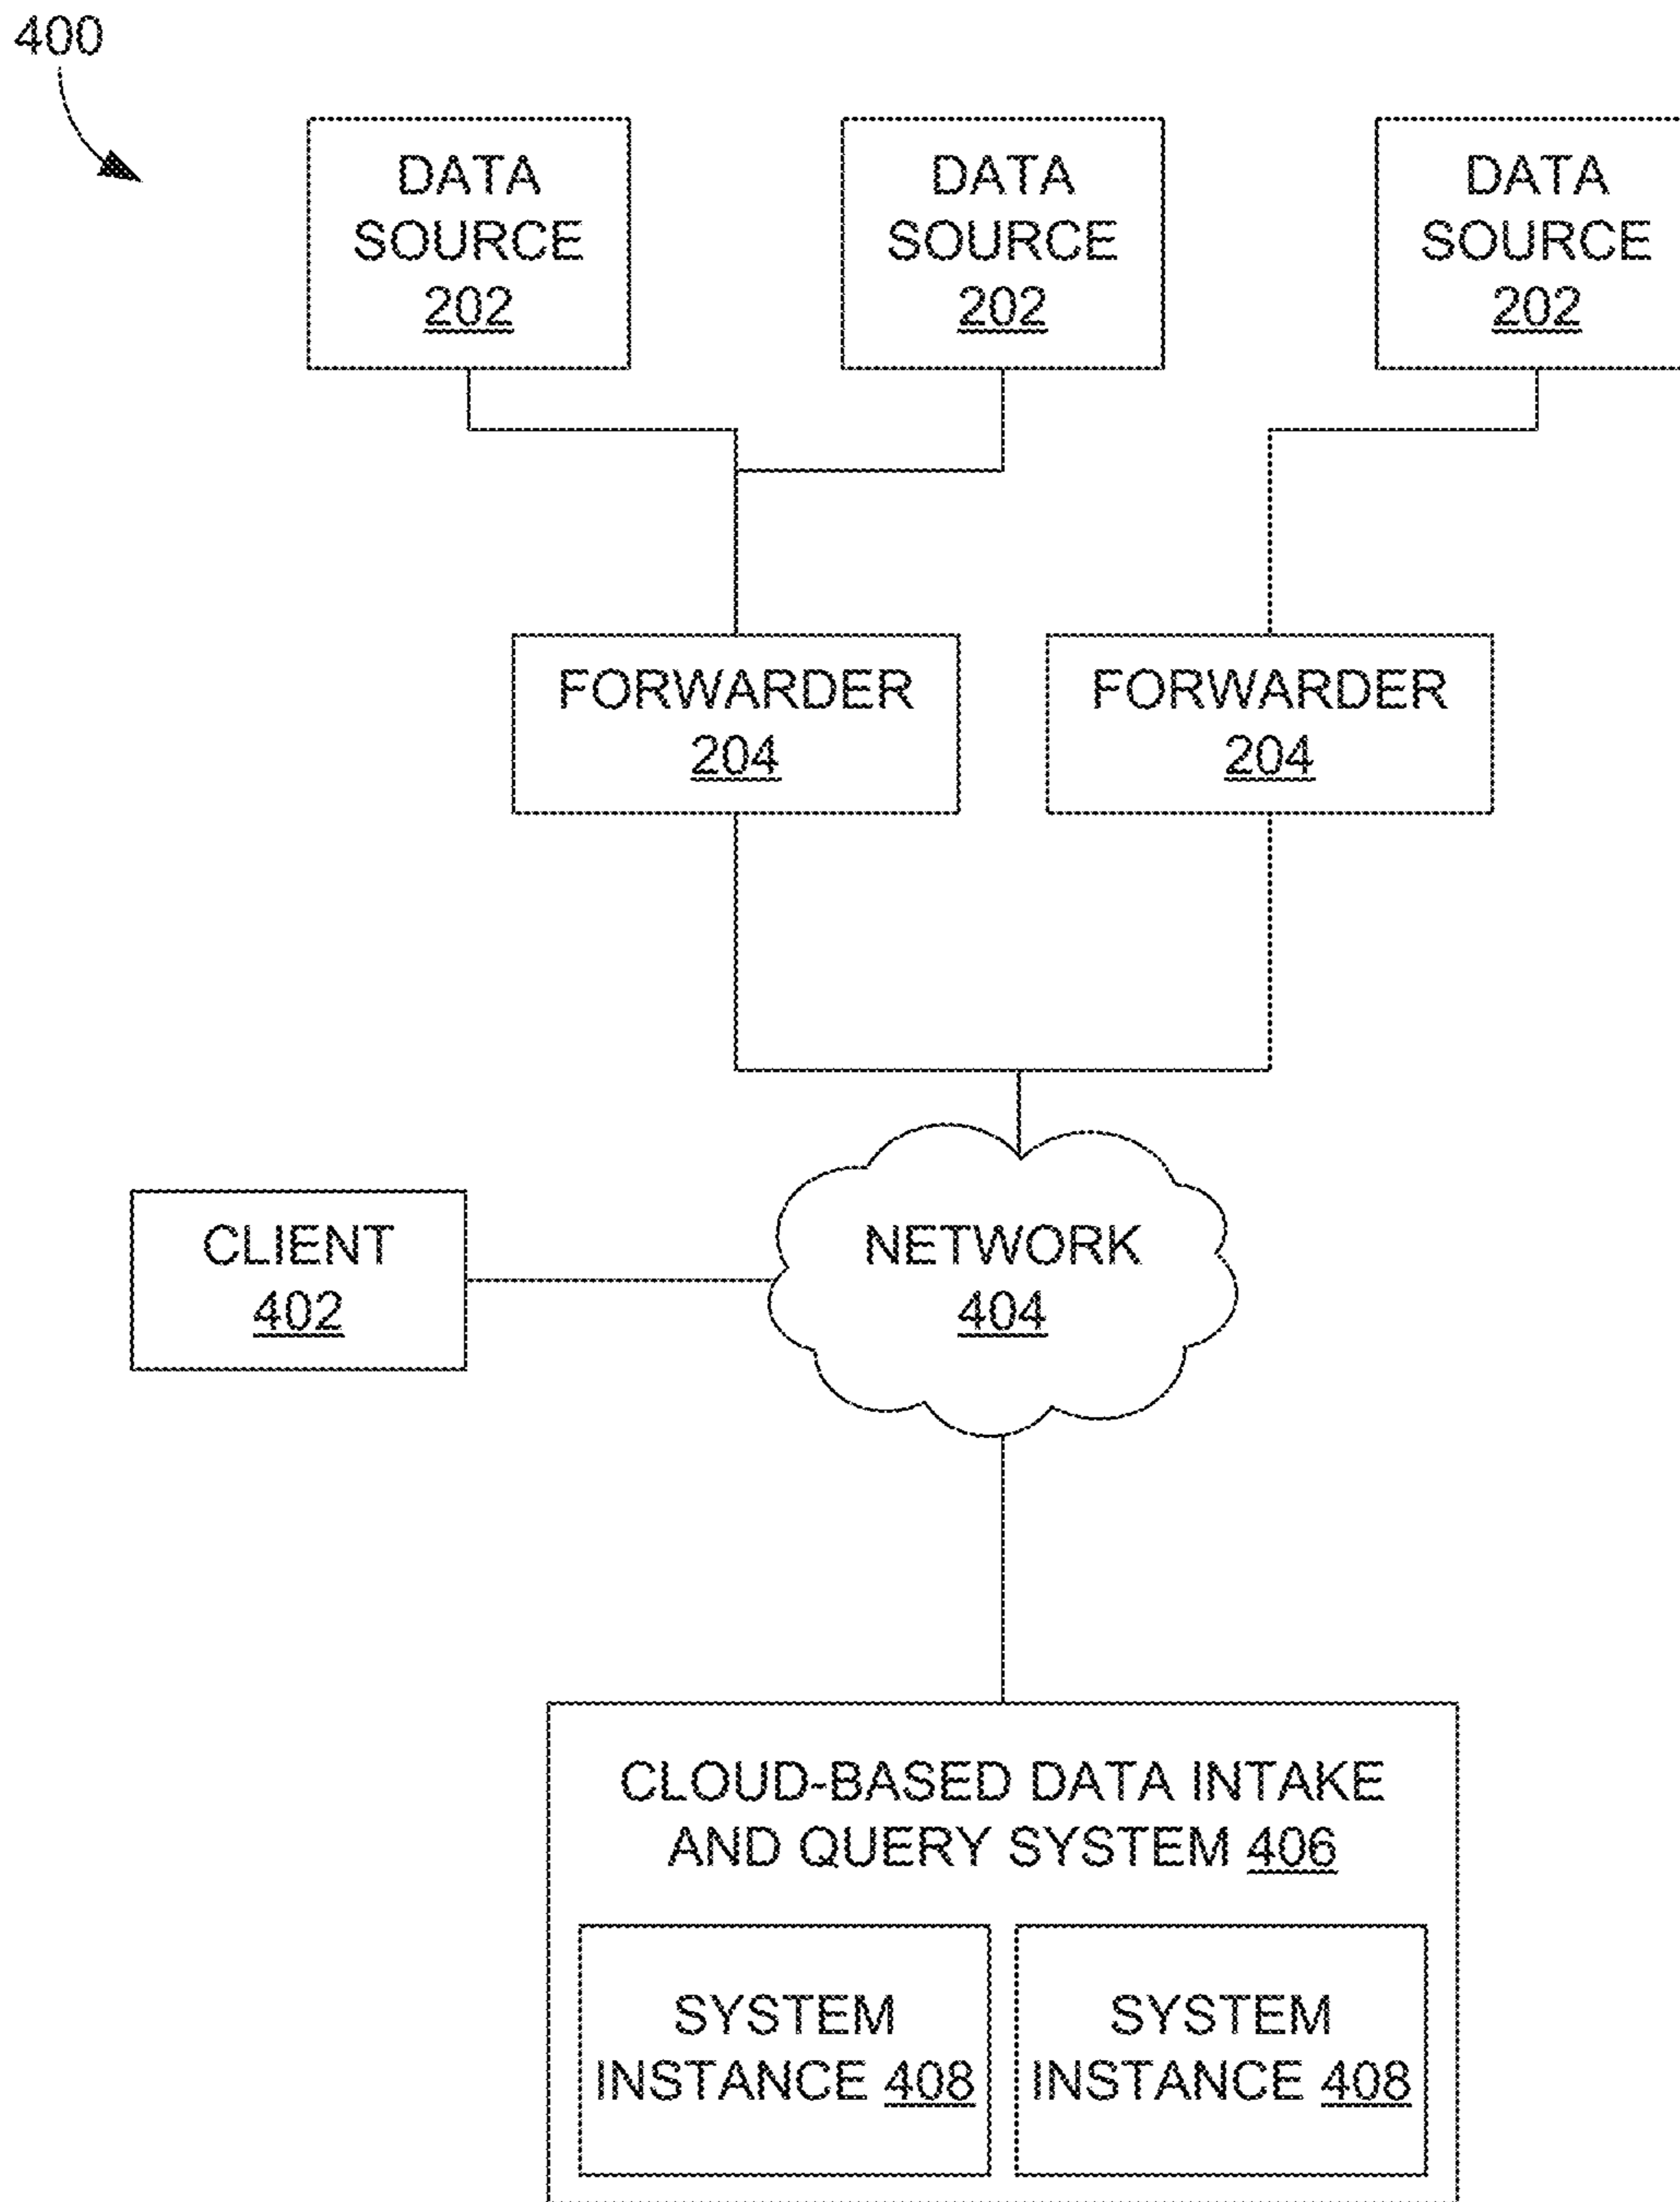 400
DATA
SOURCE
202
DATA
SOURCE
202
DATA
SOURCE
202
FORWARDER
204
FORWARDER
204
CLIENT
402
NETWORK
404
CLOUD-BASED DATA INTAKE
AND QUERY SYSTEM 406
SYSTEM
INSTANCE 408
SYSTEM
INSTANCE 408